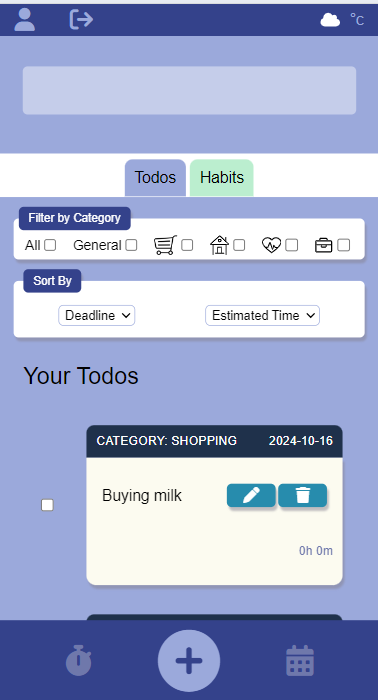 °C
Todos Habits
Filter by Category
All General
Sort By
Deadline Estimated Time
Your Todos
CATEGORY: SHOPPING 2024-10-16
Buying milk
0h 0m